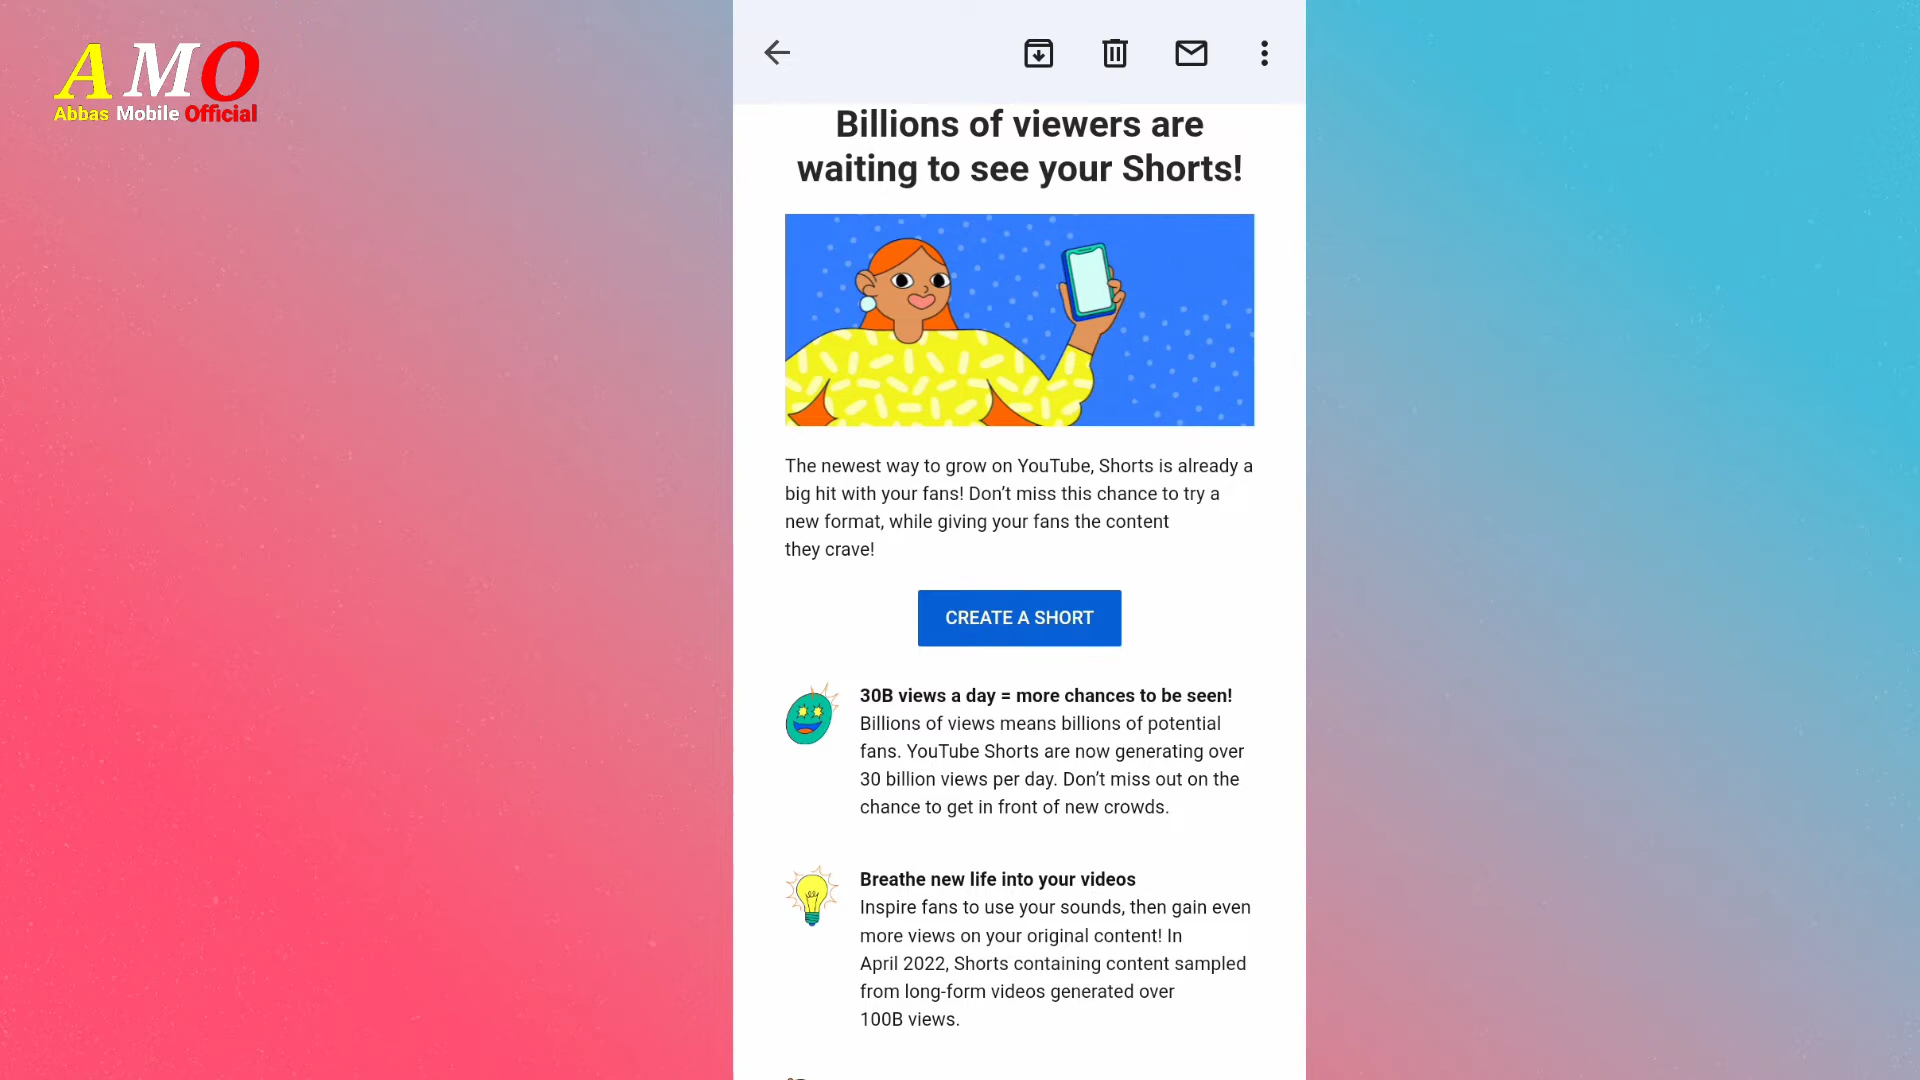 AMO
Abbas Mobile Official
Billions of viewers are
waiting to see your Shorts!
The newest way to grow on YouTube, Shorts is already a
big hit with your fans! Don’t miss this chance to try a
new format, while giving your fans the content
they crave!
CREATE A SHORT
30B views a day = more chances to be seen!
Billions of views means billions of potential
fans. YouTube Shorts are now generating over
30 billion views per day. Don’t miss out on the
chance to get in front of new crowds.
Breathe new life into your videos
Inspire fans to use your sounds, then gain even
more views on your original content! In
April 2022, Shorts containing content sampled
from long-form videos generated over
100B views.